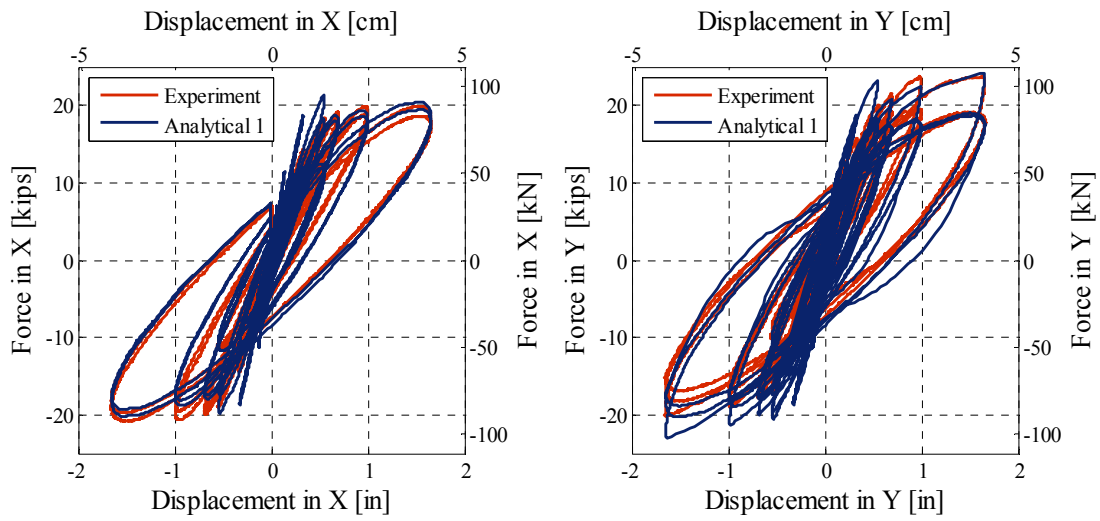 Displacement in X [cm]
-5 0 5
Experiment
Analytical 1
20
10
0
-10
-20
Force in X [kips]
100
50
0
-50
-100
Force in X [kN]
-2 -1 0 1 2
Displacement in X [in]
Displacement in Y [cm]
-5 0 5
Experiment
Analytical 1
20
10
0
-10
-20
Force in Y [kips]
100
50
0
-50
-100
Force in Y [kN]
-2 -1 0 1 2
Displacement in Y [in]